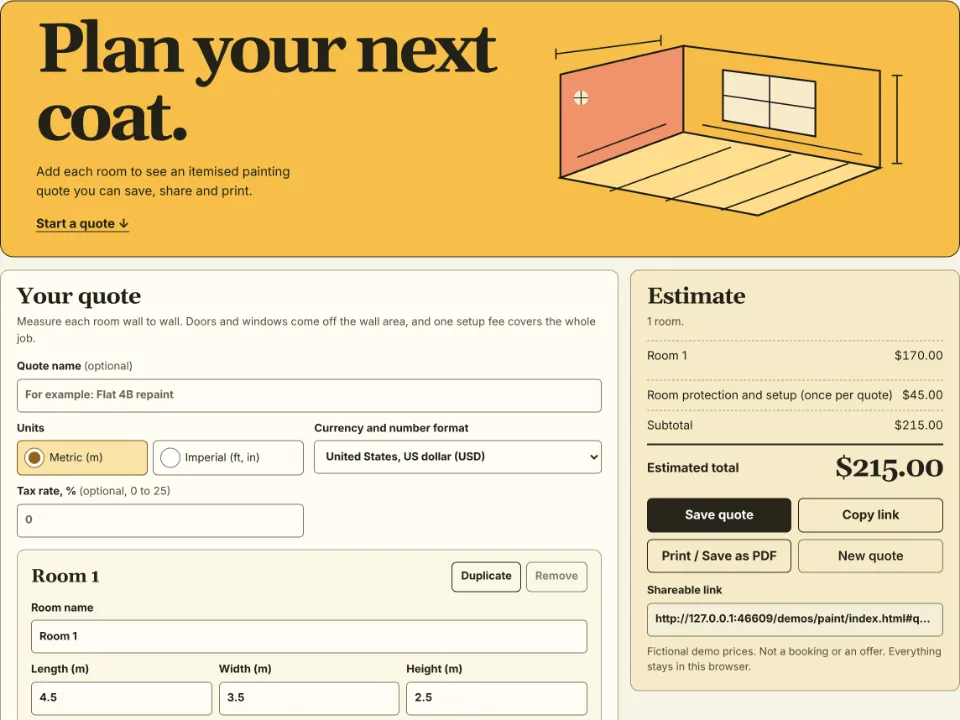 Plan your next
coat.
Add each room to see an itemised painting
quote you can save, share and print.
Start a quote ↓
Your quote
Measure each room wall to wall. Doors and windows come off the wall area, and one setup fee covers the whole
job.
Quote name (optional)
For example: Flat 4B repaint
Units
Metric (m)
Imperial (ft, in)
Currency and number format
United States, US dollar (USD)
Tax rate, % (optional, 0 to 25)
0
Room 1
Duplicate
Remove
Room name
Room 1
Length (m)
Width (m)
Height (m)
4.5
3.5
2.5
Estimate
1 room.
Room 1 $170.00
Room protection and setup (once per quote) $45.00
Subtotal $215.00
Estimated total $215.00
Save quote
Copy link
Print / Save as PDF
New quote
Shareable link
http://127.0.0.1:46609/demos/paint/index.html#q...
Fictional demo prices. Not a booking or an offer. Everything
stays in this browser.